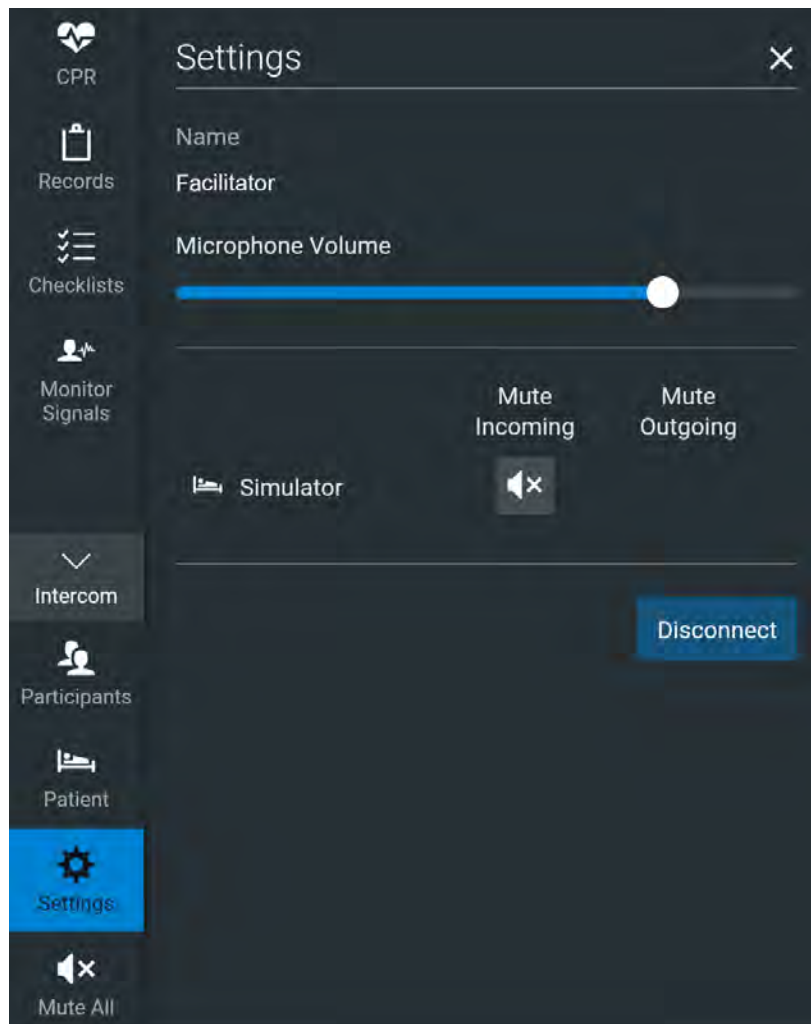 CPR
Records
Checklists
Monitor
Signals
Intercom
Participants
Patient
Settings
Mute All
Settings
Name
Facilitator
Microphone Volume
Mute
Incoming
Mute
Outgoing
Simulator
Disconnect